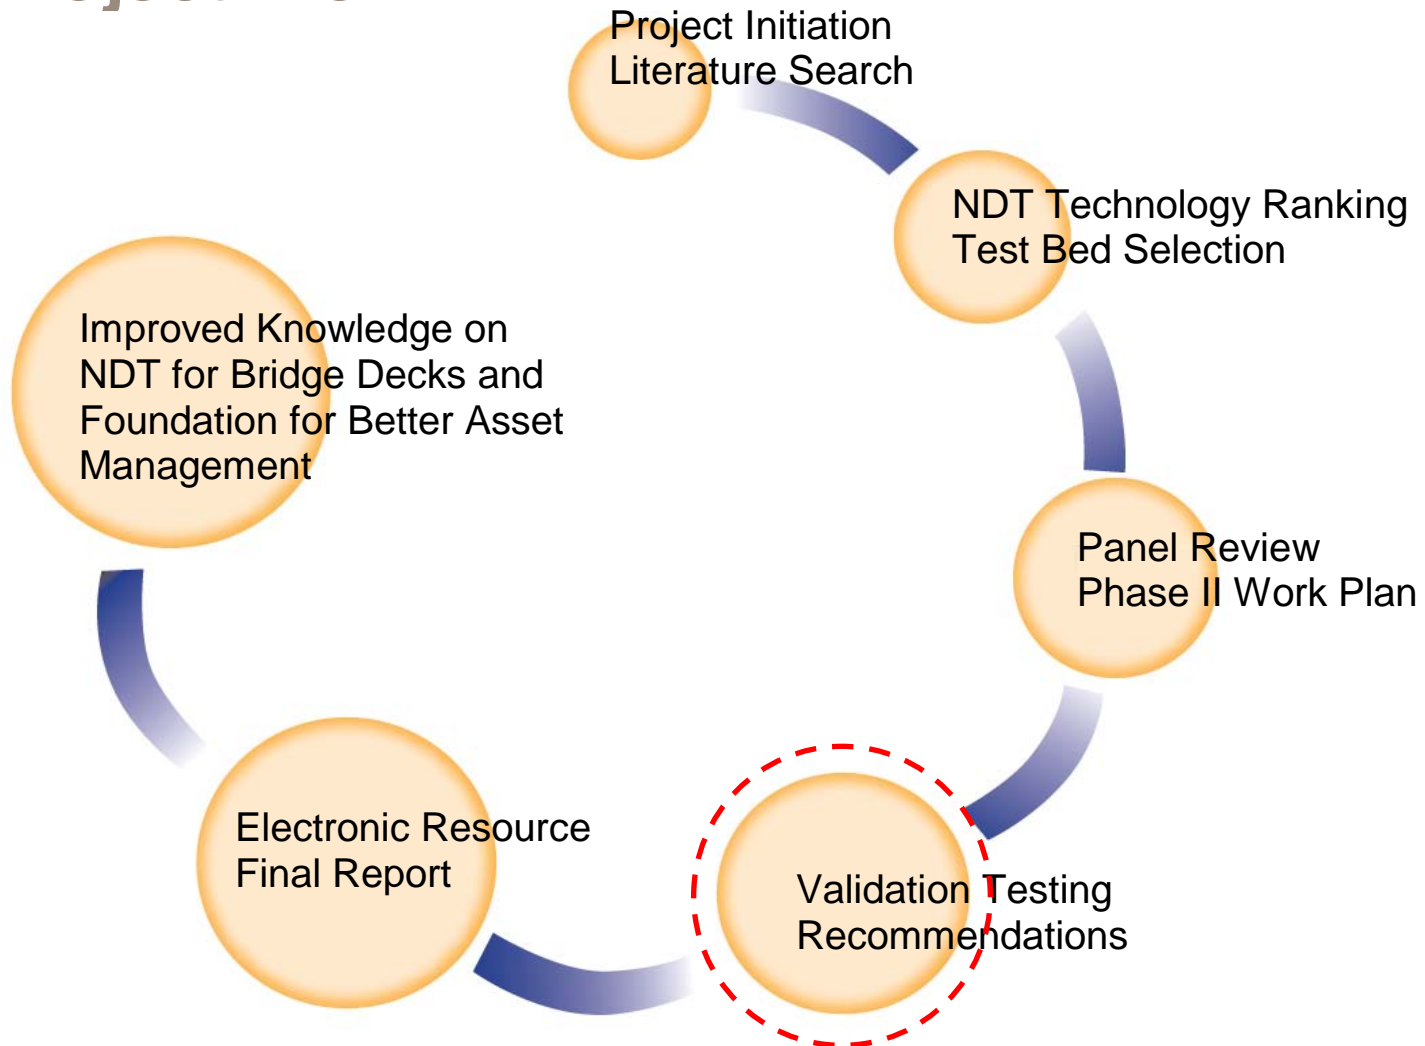 Project Initiation
Literature Search
NDT Technology Ranking
Test Bed Selection
Improved Knowledge on
NDT for Bridge Decks and
Foundation for Better Asset
Management
Panel Review
Phase II Work Plan
Electronic Resource
Final Report
Validation Testing
Recommendations